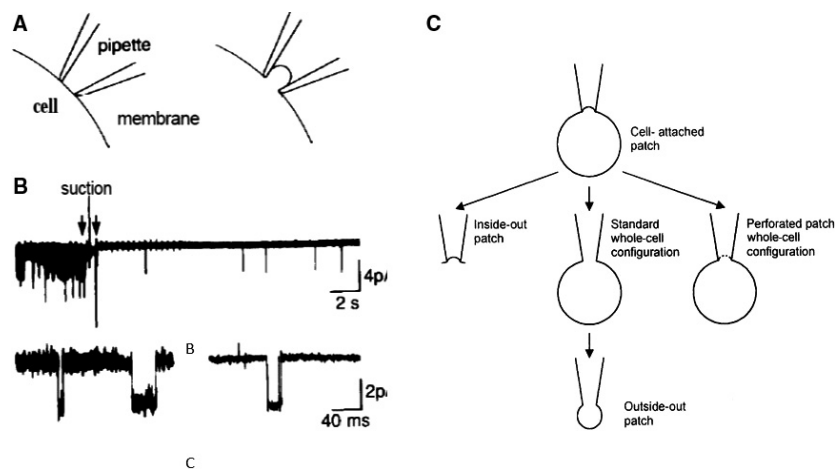 A
pipette
cell
membrane
B
suction
4p
2 s
B
2p
40 ms
C
C
Cell- attached
patch
Inside-out
patch
Standard
whole-cell
configuration
Perforated patch
whole-cell
configuration
Outside-out
patch